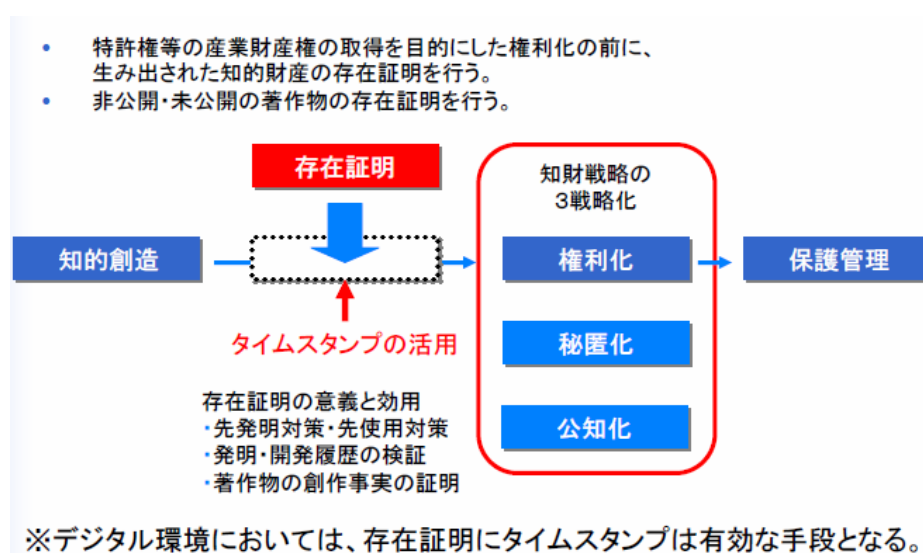 • 特許権等の産業財産権の取得を目的にした権利化の前に、
生み出された知的財産の存在証明を行う。
• 非公開・未公開の著作物の存在証明を行う。
存在証明
知財戦略の
3戦略化
知的創造
権利化
保護管理
タイムスタンプの活用
秘匿化
存在証明の意義と効用
・先発明対策・先使用対策
・発明・開発履歴の検証
・著作物の創作事実の証明
公知化
※デジタル環境においては、存在証明にタイムスタンプは有効な手段となる。